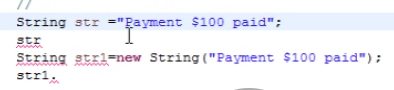 //
String str ="Payment $100 paid";
str
String str1=new String("Payment $100 paid");
str1.